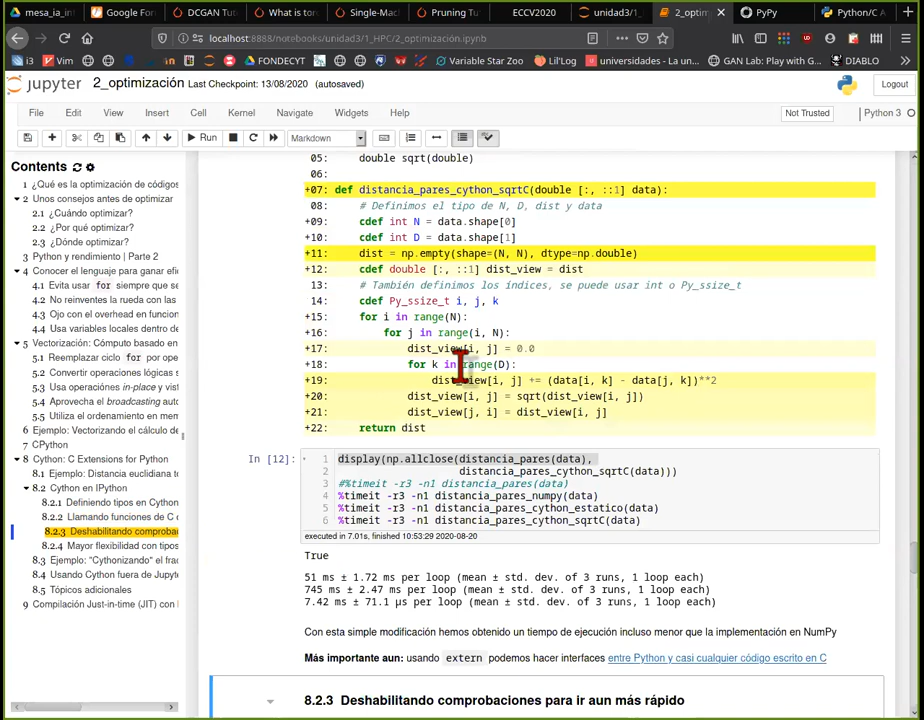 mesa_ia_int
Google Form
DCGAN Tut
What is torc
Single-Mach
Pruning Tut
ECCV2020
unidad3/1_
2_optim
PyPy
Python/C A
localhost:8888/notebooks/unidad3/1_HPC/2_optimización.ipynb
i3
Vim
FONDECYT
Variable Star Zoo
Lil'Log
universidades - La un...
GAN Lab: Play with G...
DIABLO
jupyter 2_optimización Last Checkpoint: 13/08/2020 (autosaved)
Logout
File Edit View Insert Cell Kernel Navigate Widgets Help
Not Trusted
Python 3
Run
Markdown
Contents
1 ¿Qué es la optimización de códigos
2 Unos consejos antes de optimizar
2.1 ¿Cuándo optimizar?
2.2 ¿Por qué optimizar?
2.3 ¿Dónde optimizar?
3 Python y rendimiento | Parte 2
4 Conocer el lenguaje para ganar efic
4.1 Evita usar for siempre que se
4.2 No reinventes la rueda con las
4.3 Ojo con el overhead en funcion
4.4 Usa variables locales dentro de
5 Vectorización: Cómputo basado en
5.1 Reemplazar ciclo for por ope
5.2 Convertir operaciones lógicas
5.3 Usa operaciónes in-place y vist
5.4 Aprovecha el broadcasting auto
5.5 Utiliza el ordenamiento en mem
6 Ejemplo: Vectorizando el cálculo de
7 CPython
8 Cython: C Extensions for Python
8.1 Ejemplo: Distancia euclidiana to
8.2 Cython en IPython
8.2.1 Definiendo tipos en Cython
8.2.2 Llamando funciones de C d
8.2.3 Deshabilitando comprobac
8.2.4 Mayor flexibilidad con tipos
8.3 Ejemplo: "Cythonizando" el frac
8.4 Usando Cython fuera de Jupyte
8.5 Tópicos adicionales
9 Compilación Just-in-time (JIT) con I
05: double sqrt(double)
06:
+07: def distancia_pares_cython_sqrtC(double [:, ::1] data):
08: # Definimos el tipo de N, D, dist y data
+09: cdef int N = data.shape[0]
+10: cdef int D = data.shape[1]
+11: dist = np.empty(shape=(N, N), dtype=np.double)
+12: cdef double [:, ::1] dist_view = dist
13: # También definimos los índices, se puede usar int o Py_ssize_t
14: cdef Py_ssize_t i, j, k
+15: for i in range(N):
+16: for j in range(i, N):
+17: dist_view[i, j] = 0.0
+18: for k in range(D):
+19: dist_view[i, j] += (data[i, k] - data[j, k])**2
+20: dist_view[i, j] = sqrt(dist_view[i, j])
+21: dist_view[j, i] = dist_view[i, j]
+22: return dist
In [12]:
1 display(np.allclose(distancia_pares(data),
2 distancia_pares_cython_sqrtC(data)))
3 #%timeit -r3 -n1 distancia_pares(data)
4 %timeit -r3 -n1 distancia_pares_numpy(data)
5 %timeit -r3 -n1 distancia_pares_cython_estatico(data)
6 %timeit -r3 -n1 distancia_pares_cython_sqrtC(data)
executed in 7.01s, finished 10:53:29 2020-08-20
True
51 ms ± 1.72 ms per loop (mean ± std. dev. of 3 runs, 1 loop each)
745 ms ± 2.47 ms per loop (mean ± std. dev. of 3 runs, 1 loop each)
7.42 ms ± 71.1 µs per loop (mean ± std. dev. of 3 runs, 1 loop each)
Con esta simple modificación hemos obtenido un tiempo de ejecución incluso menor que la implementación en NumPy
Más importante aun: usando extern podemos hacer interfaces entre Python y casi cualquier código escrito en C
8.2.3 Deshabilitando comprobaciones para ir aun más rápido